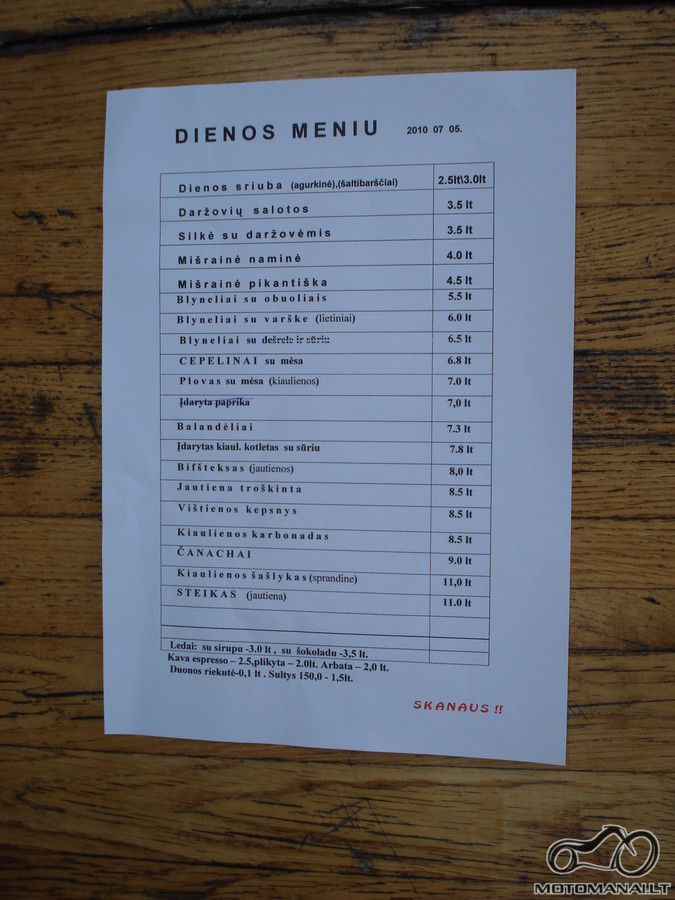 DIENOS MENIU 2010 07 05.
Dienos sriuba (agurkinė),(šaltibarščiai) 2.5lt\3.0lt
Daržovių salotos 3.5 lt
Silkė su daržovėmis 3.5 lt
Mišrainė naminė 4.0 lt
Mišrainė pikantiška 4.5 lt
Blyneliai su obuoliais 5.5 lt
Blyneliai su varške (lietiniai) 6.0 lt
Blyneliai su dešrele ir sūriu 6.5 lt
CEPELINAI su mėsa 6.8 lt
Plovas su mėsa (kiaulienos) 7.0 lt
Įdaryta paprika 7,0 lt
Balandėliai 7.3 lt
Įdarytas kiaul. kotletas su sūriu 7.8 lt
Bifšteksas (jautienos) 8,0 lt
Jautiena troškinta 8.5 lt
Vištienos kepsnys 8.5 lt
Kiaulienos karbonadas 8.5 lt
ČANACHAI 9.0 lt
Kiaulienos šašlykas (sprandine) 11,0 lt
STEIKAS (jautiena) 11.0 lt
Ledai: su sirupu -3.0 lt , su šokoladu -3,5 lt.
Kava espresso – 2.5,plikyta – 2.0lt. Arbata – 2,0 lt.
Duonos riekutė-0,1 lt . Sultys 150,0 - 1,5lt.
SKANAUS !!
MOTOMANAI.LT